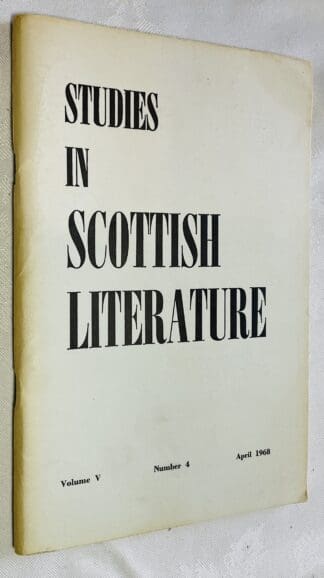 STUDIES
IN
SCOTTISH
LITERATURE
Volume V Number 4 April 1968